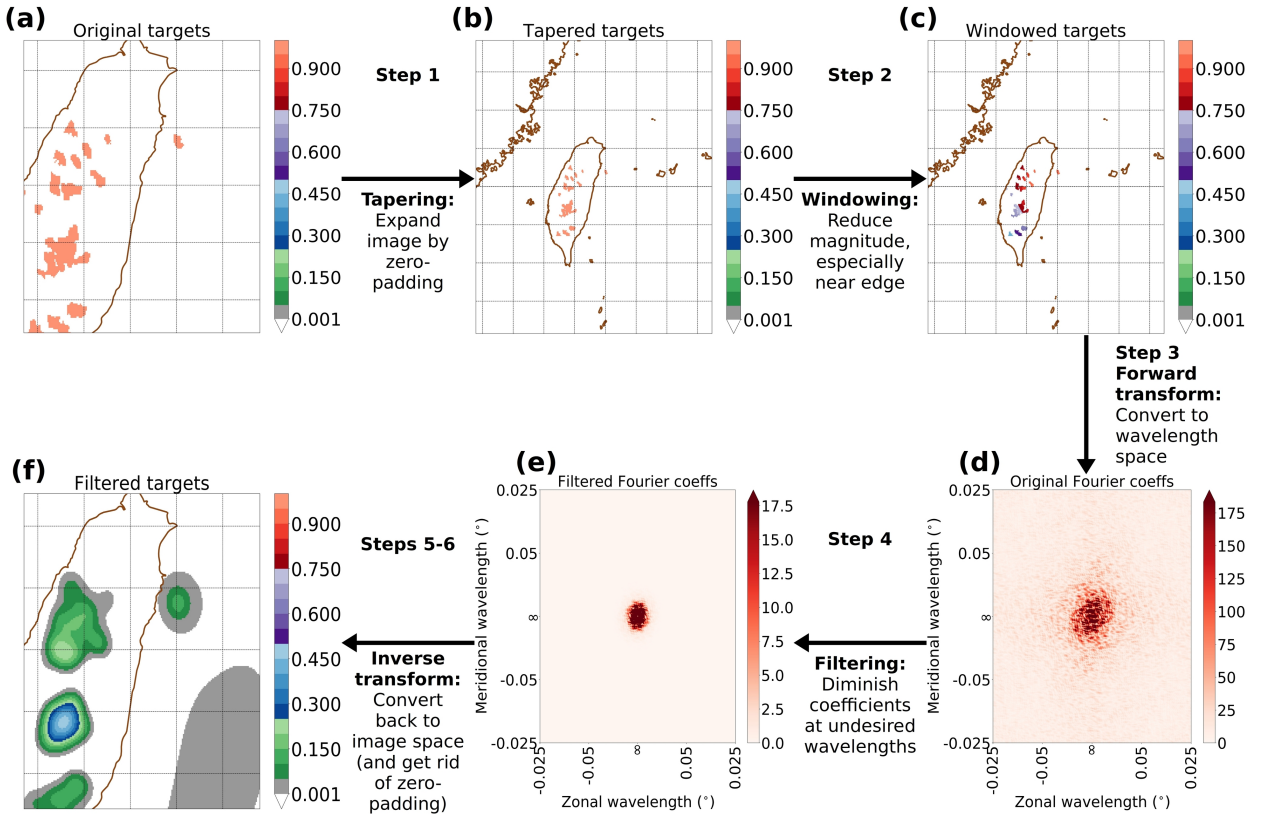 (a)
Original targets
0.900
0.750
0.600
0.450
0.300
0.150
0.001
Step 1
Tapering:
Expand
image by
zero-
padding
(b)
Tapered targets
0.900
0.750
0.600
0.450
0.300
0.150
0.001
Step 2
Windowing:
Reduce
magnitude,
especially
near edge
(c)
Windowed targets
0.900
0.750
0.600
0.450
0.300
0.150
0.001
Step 3
Forward
transform:
Convert to
wavelength
space
(d)
Original Fourier coeffs
0.025
0.05
∞
-0.05
-0.025
Meridional wavelength (°)
-0.025
-0.05
∞
0.05
0.025
Zonal wavelength (°)
175
150
125
100
75
50
25
0
Step 4
Filtering:
Diminish
coefficients
at undesired
wavelengths
(e)
Filtered Fourier coeffs
0.025
0.05
∞
-0.05
-0.025
Meridional wavelength (°)
-0.025
-0.05
∞
0.05
0.025
Zonal wavelength (°)
17.5
15.0
12.5
10.0
7.5
5.0
2.5
0.0
Steps 5-6
Inverse
transform:
Convert
back to
image space
(and get rid
of zero-
padding)
(f)
Filtered targets
0.900
0.750
0.600
0.450
0.300
0.150
0.001